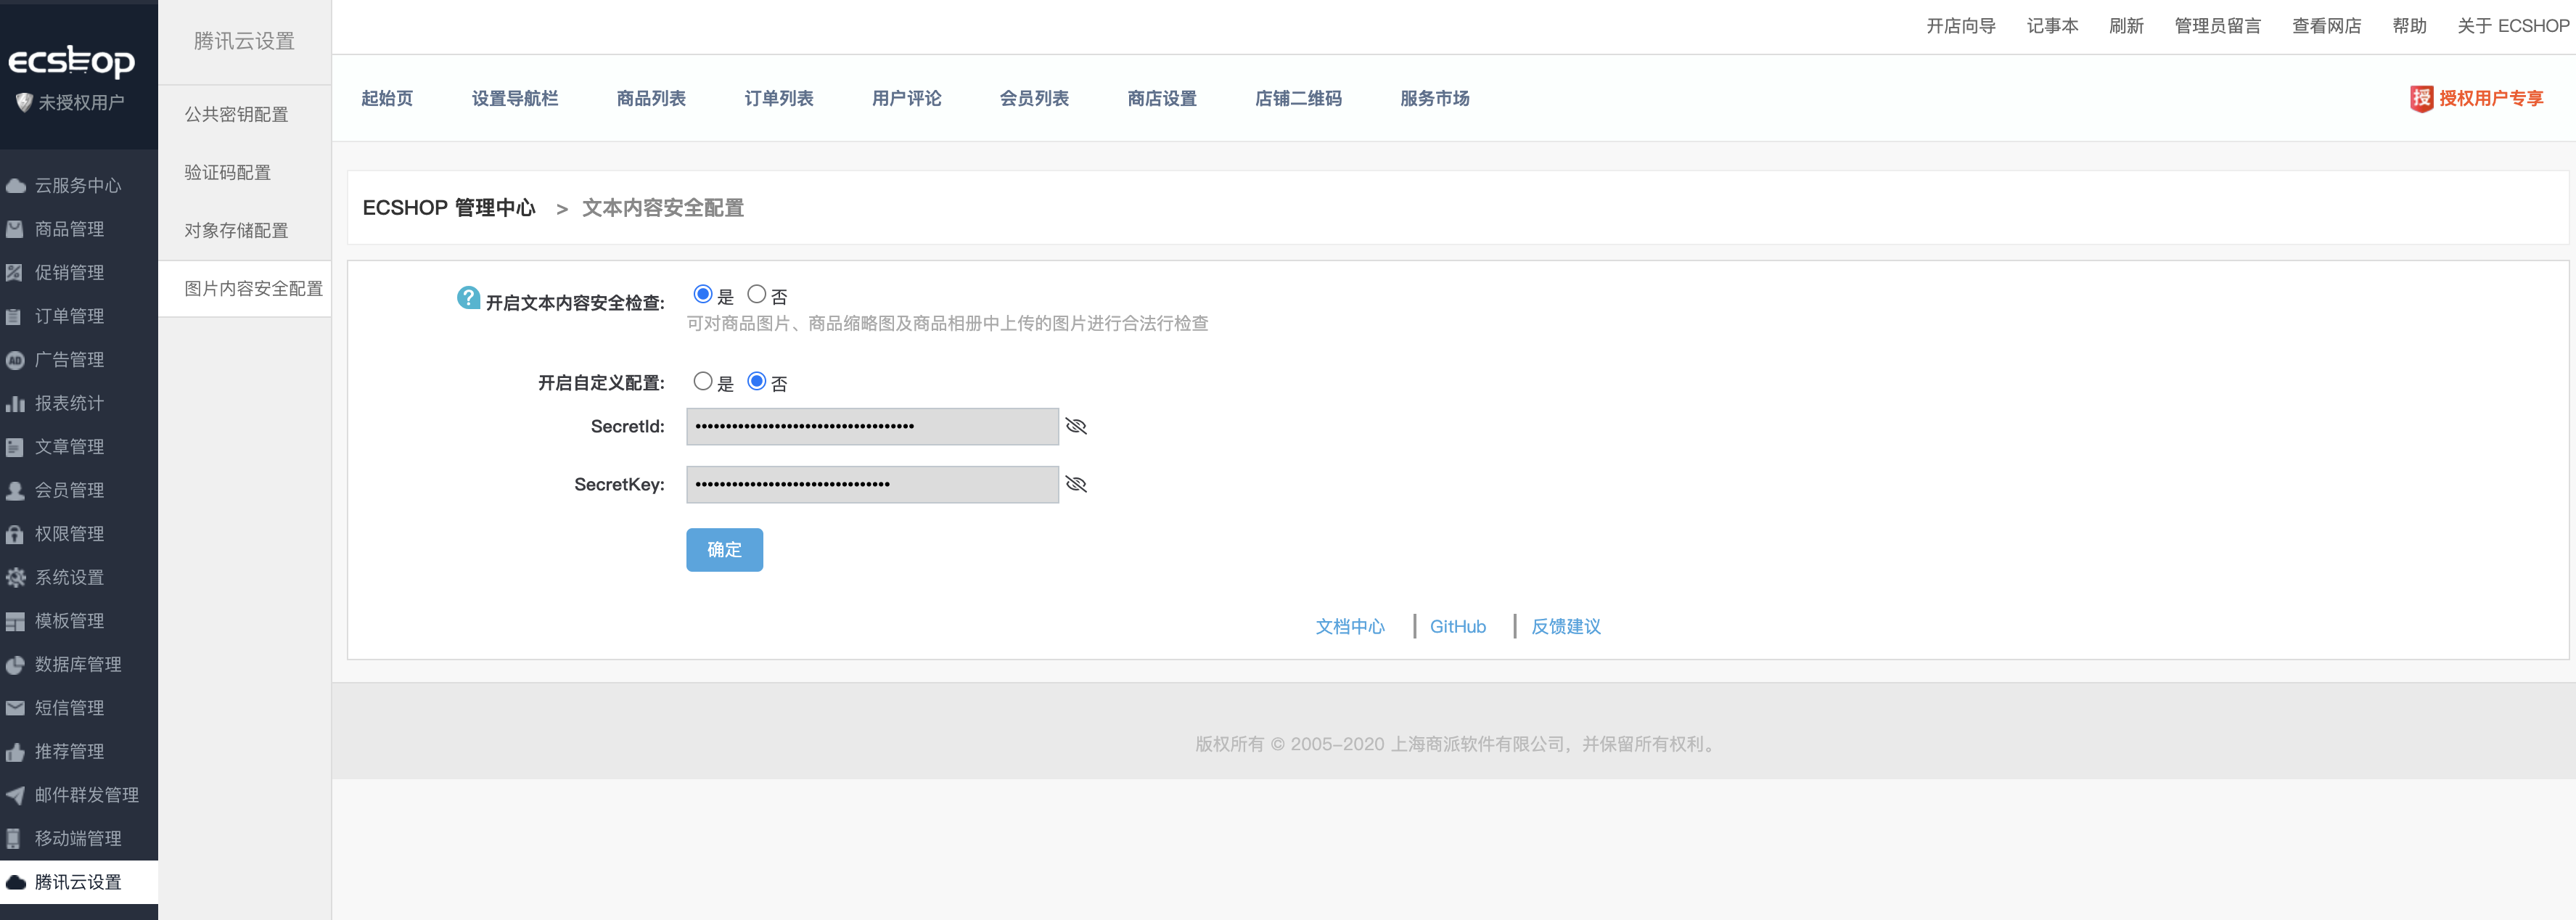 ecshop
未授权用户
云服务中心
商品管理
促销管理
订单管理
AD 广告管理
报表统计
文章管理
会员管理
权限管理
系统设置
模板管理
数据库管理
短信管理
推荐管理
邮件群发管理
移动端管理
腾讯云设置
腾讯云设置
公共密钥配置
验证码配置
对象存储配置
图片内容安全配置
开店向导 记事本 刷新 管理员留言 查看网店 帮助 关于 ECSHOP
起始页 设置导航栏 商品列表 订单列表 用户评论 会员列表 商店设置 店铺二维码 服务市场 授 授权用户专享
ECSHOP 管理中心 > 文本内容安全配置
? 开启文本内容安全检查: 是 否
可对商品图片、商品缩略图及商品相册中上传的图片进行合法行检查
开启自定义配置: 是 否
SecretId: ••••••••••••••••••••••••••••••••••••
SecretKey: ••••••••••••••••••••••••••••••••
确定
文档中心 | GitHub | 反馈建议
版权所有 © 2005-2020 上海商派软件有限公司，并保留所有权利。